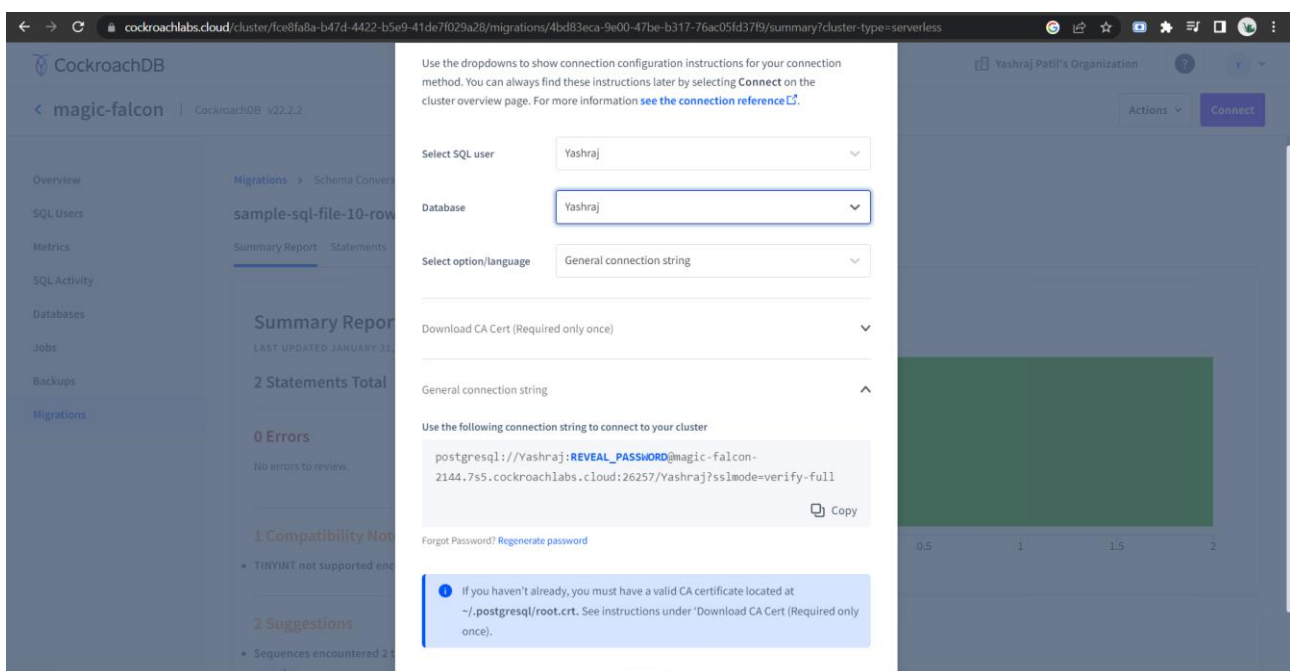 cockroachlabs.cloud/cluster/fce8fa8a-b47d-4422-b5e9-41de7f029a28/migrations/4bd83eca-9e00-47be-b317-76ac05fd37f9/summary?cluster-type=serverless
CockroachDB
Yashraj Patil's Organization
?
Y
magic-falcon
CockroachDB v22.2.2
Actions
Connect
Overview
SQL Users
Metrics
SQL Activity
Databases
Jobs
Backups
Migrations
Migrations > Schema Convers
sample-sql-file-10-row
Summary Report Statements
Summary Repor
LAST UPDATED JANUARY 31,
2 Statements Total
0 Errors
No errors to review.
1 Compatibility Not
• TINYINT not supported enc
2 Suggestions
• Sequences encountered 2 t
0.5 1 1.5 2
Use the dropdowns to show connection configuration instructions for your connection
method. You can always find these instructions later by selecting Connect on the
cluster overview page. For more information see the connection reference.
Select SQL user Yashraj
Database Yashraj
Select option/language General connection string
Download CA Cert (Required only once)
General connection string
Use the following connection string to connect to your cluster
postgresql://Yashraj:REVEAL_PASSWORD@magic-falcon-
2144.7s5.cockroachlabs.cloud:26257/Yashraj?sslmode=verify-full
Copy
Forgot Password? Regenerate password
If you haven't already, you must have a valid CA certificate located at
~/.postgresql/root.crt. See instructions under 'Download CA Cert (Required only
once).